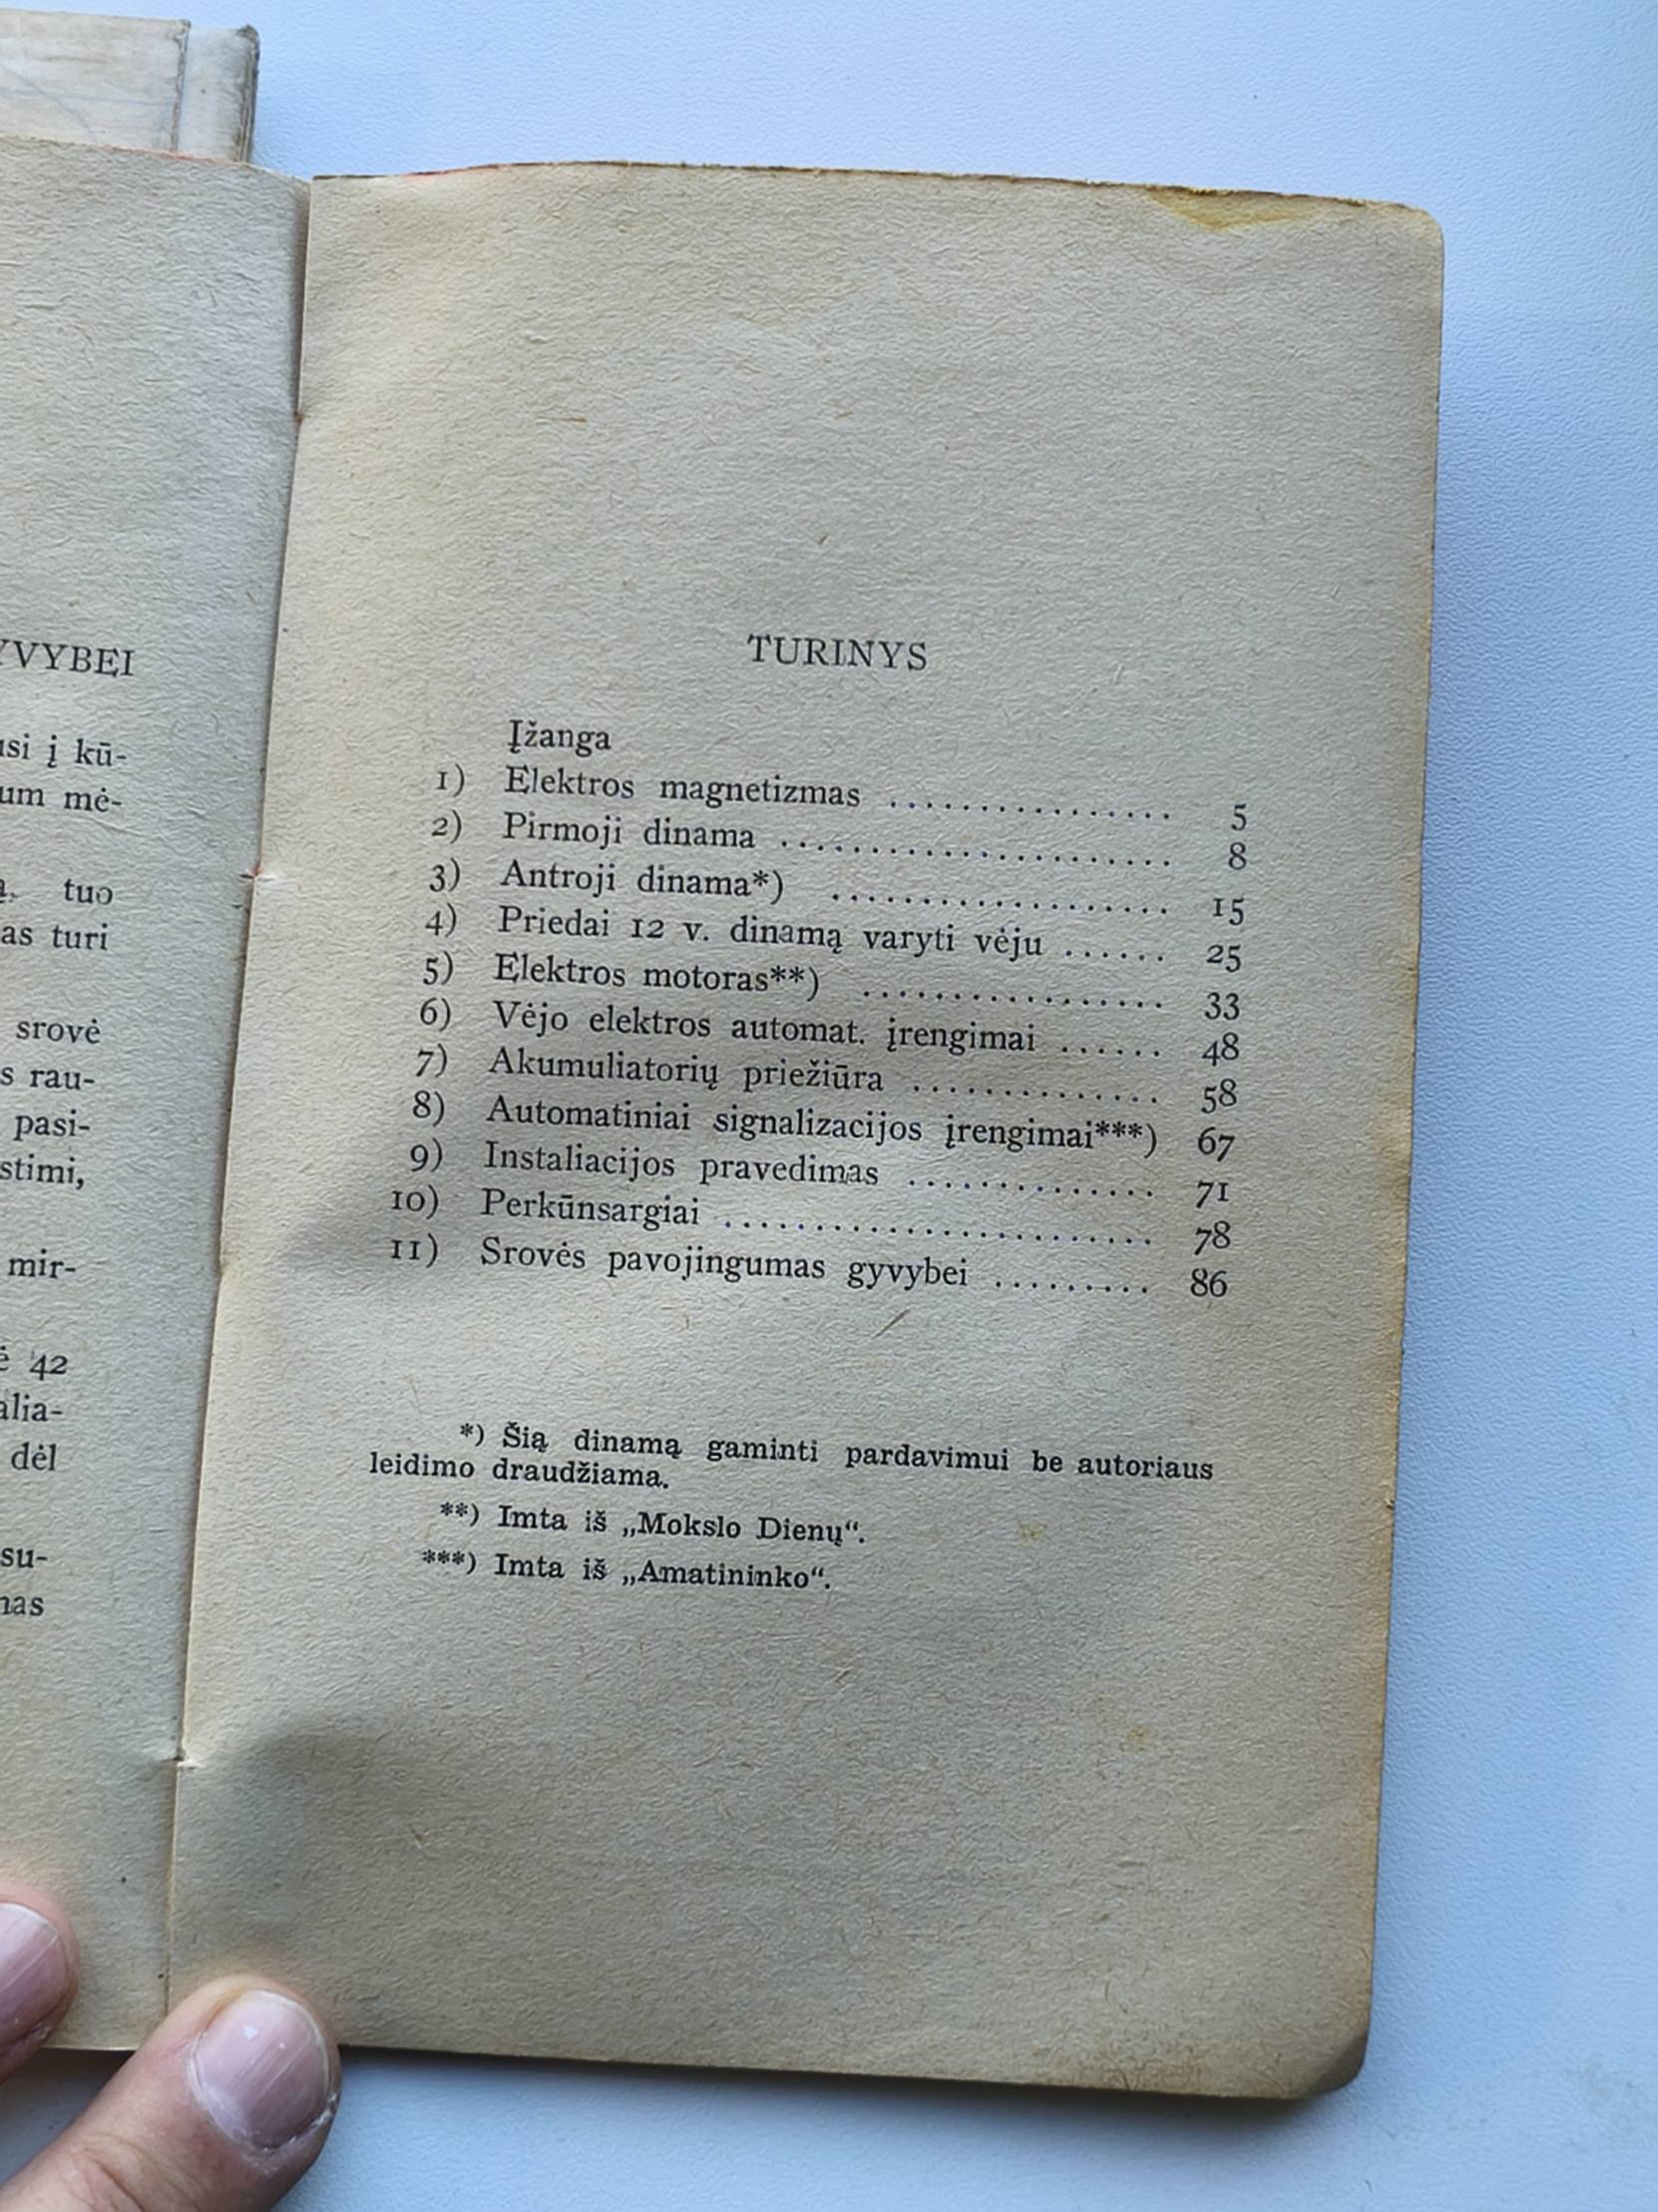 YVYBEI
usi į kū-
um mė-
tuo
as turi
srovė
s rau-
pasi-
stimi,
mir-
ė 42
alia-
dėl
su-
nas
TURINYS
Įžanga
1) Elektros magnetizmas ................ 5
2) Pirmoji dinama ...................... 8
3) Antroji dinama*) ................... 15
4) Priedai 12 v. dinamą varyti vėju ...... 25
5) Elektros motoras**) ................. 33
6) Vėjo elektros automat. įrengimai ...... 48
7) Akumuliatorių priežiūra .............. 58
8) Automatiniai signalizacijos įrengimai***) 67
9) Instaliacijos pravedimas .............. 71
10) Perkūnsargiai ........................ 78
11) Srovės pavojingumas gyvybei ......... 86
*) Šią dinamą gaminti pardavimui be autoriaus
leidimo draudžiama.
**) Imta iš „Mokslo Dienų“.
***) Imta iš „Amatininko“.